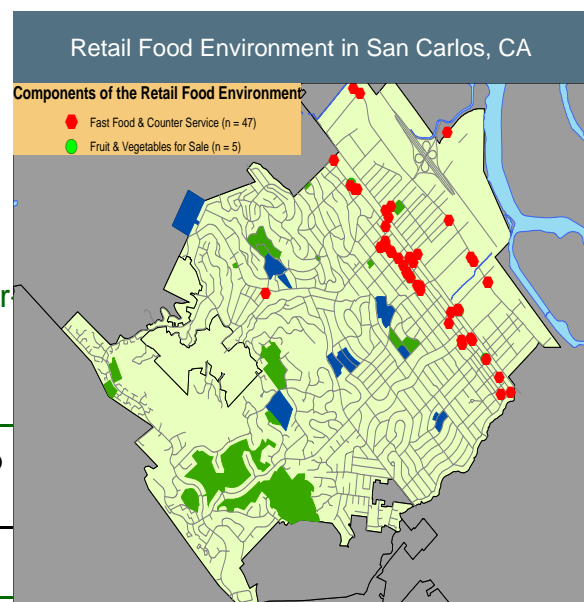 Retail Food Environment in San Carlos, CA
Components of the Retail Food Environment
Fast Food & Counter Service (n = 47)
Fruit & Vegetables for Sale (n = 5)
r-